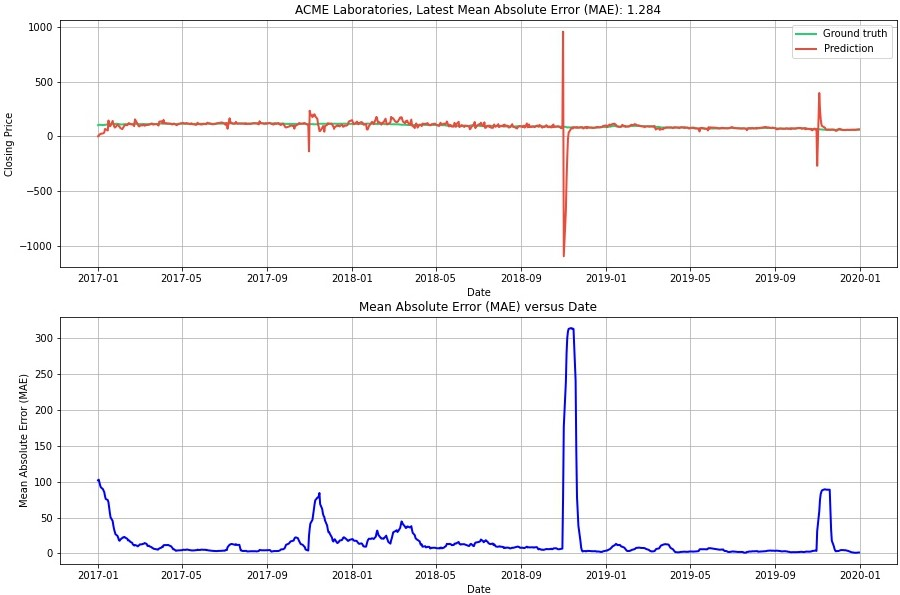 ACME Laboratories, Latest Mean Absolute Error (MAE): 1.284
Closing Price
1000
500
0
−500
−1000
Ground truth
Prediction
2017-01 2017-05 2017-09 2018-01 2018-05 2018-09 2019-01 2019-05 2019-09 2020-01
Date
Mean Absolute Error (MAE) versus Date
Mean Absolute Error (MAE)
300
250
200
150
100
50
0
2017-01 2017-05 2017-09 2018-01 2018-05 2018-09 2019-01 2019-05 2019-09 2020-01
Date